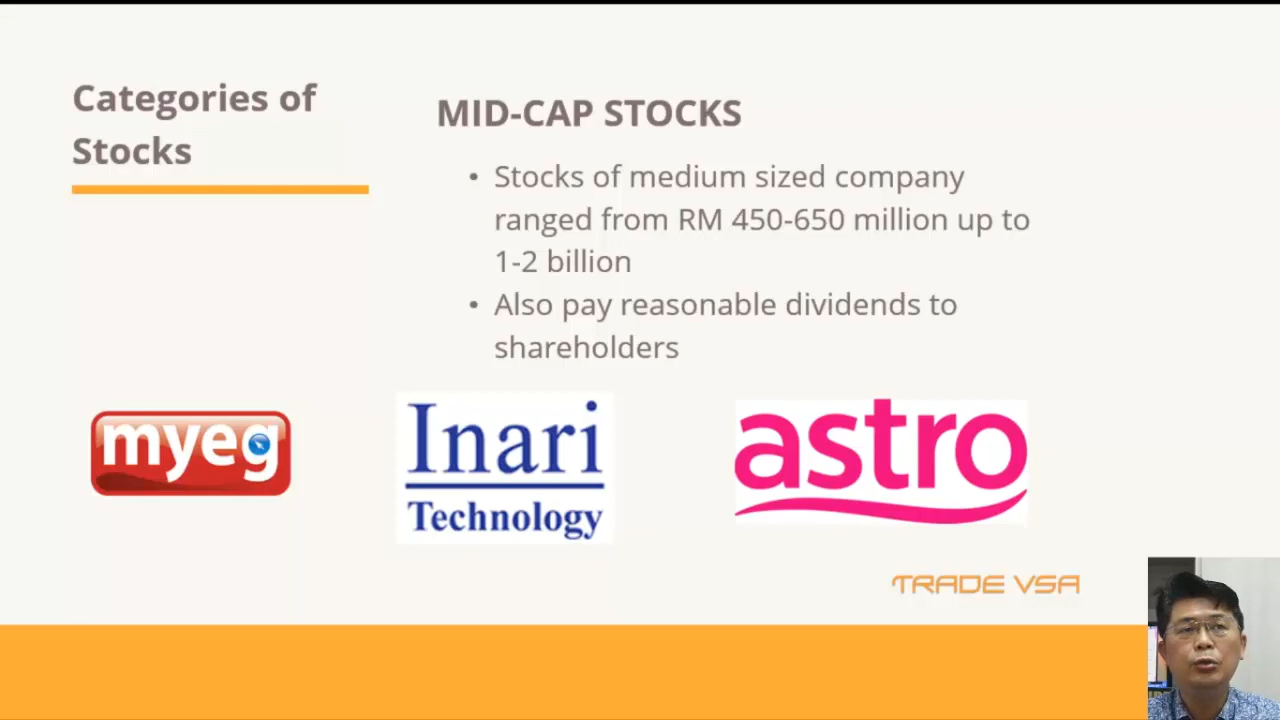 Categories of
Stocks
MID-CAP STOCKS
• Stocks of medium sized company
ranged from RM 450-650 million up to
1-2 billion
• Also pay reasonable dividends to
shareholders
myeg
Inari
Technology
astro
TRADE VSA